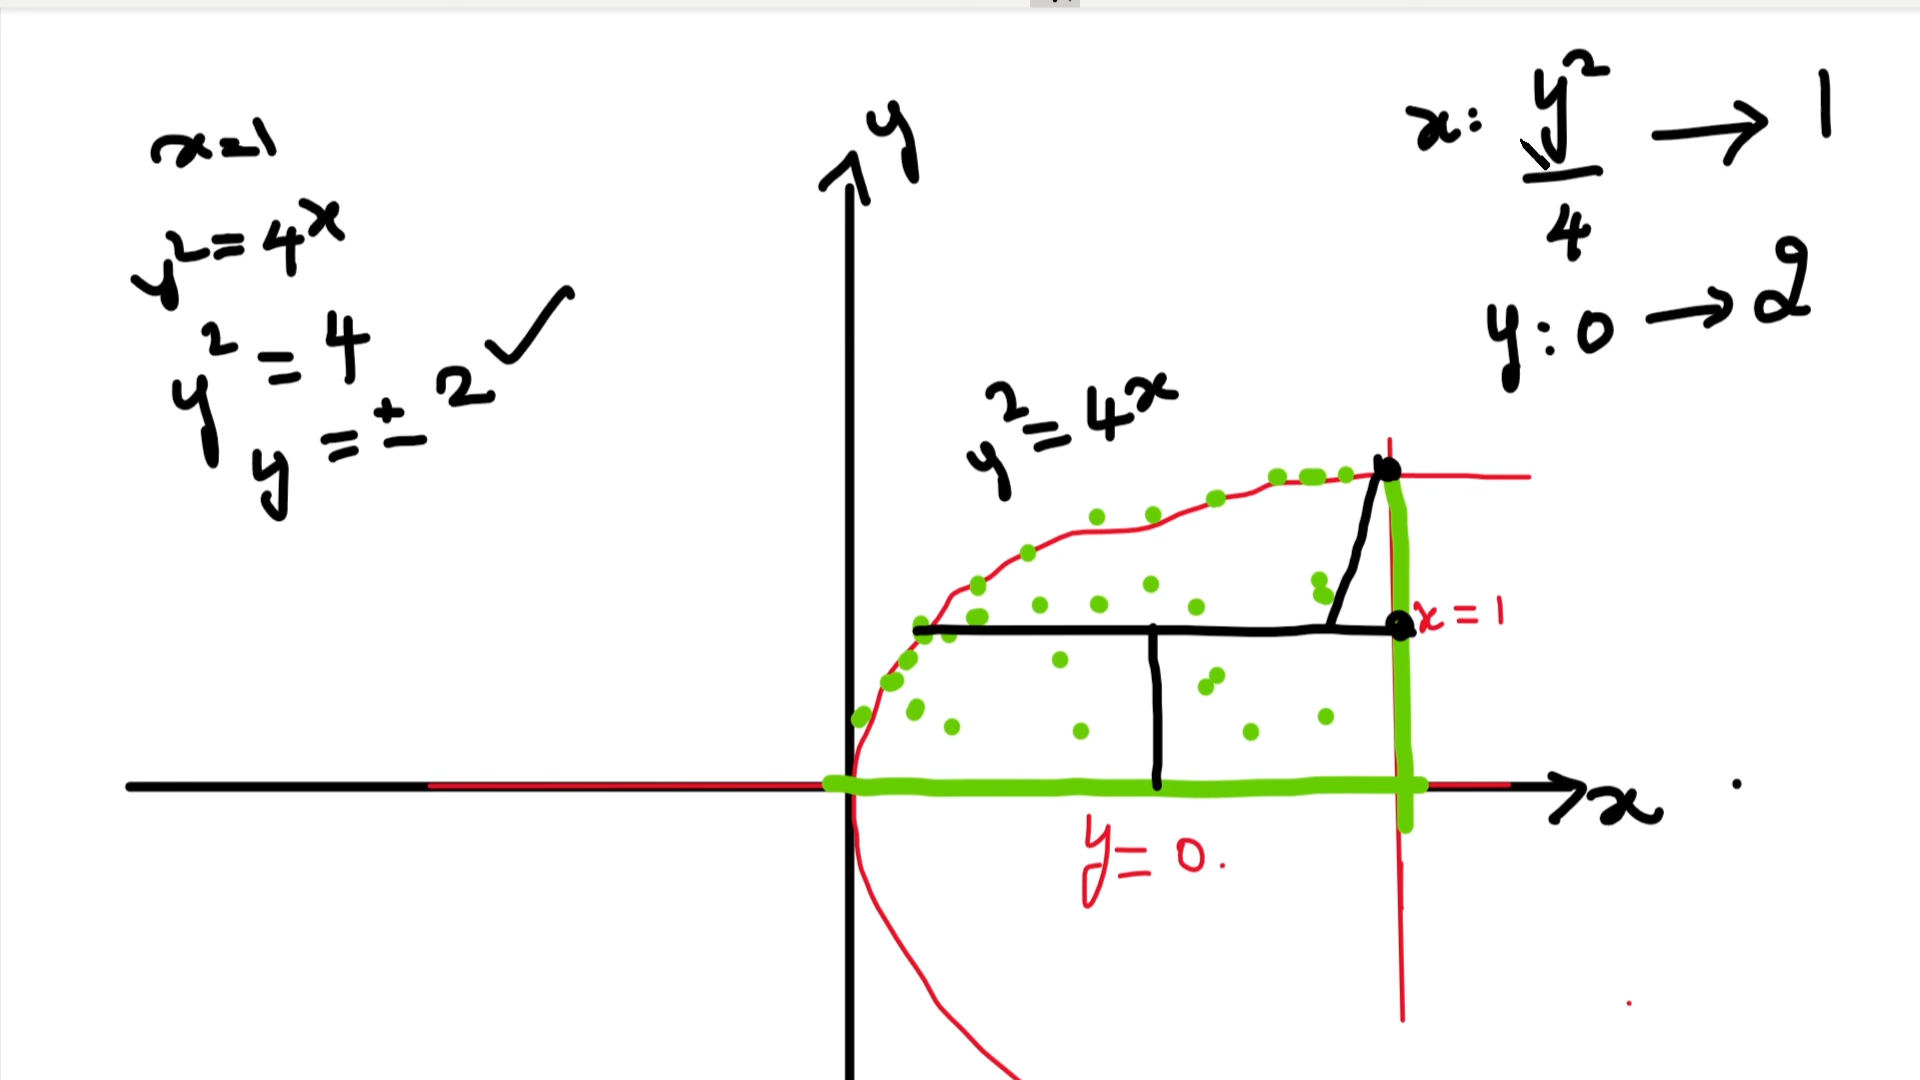 x=1
y²=4x
y²=4
y=±2
y
x: y²/4 → 1
y: 0 → 2
y²=4x
x=1
x
y=0.